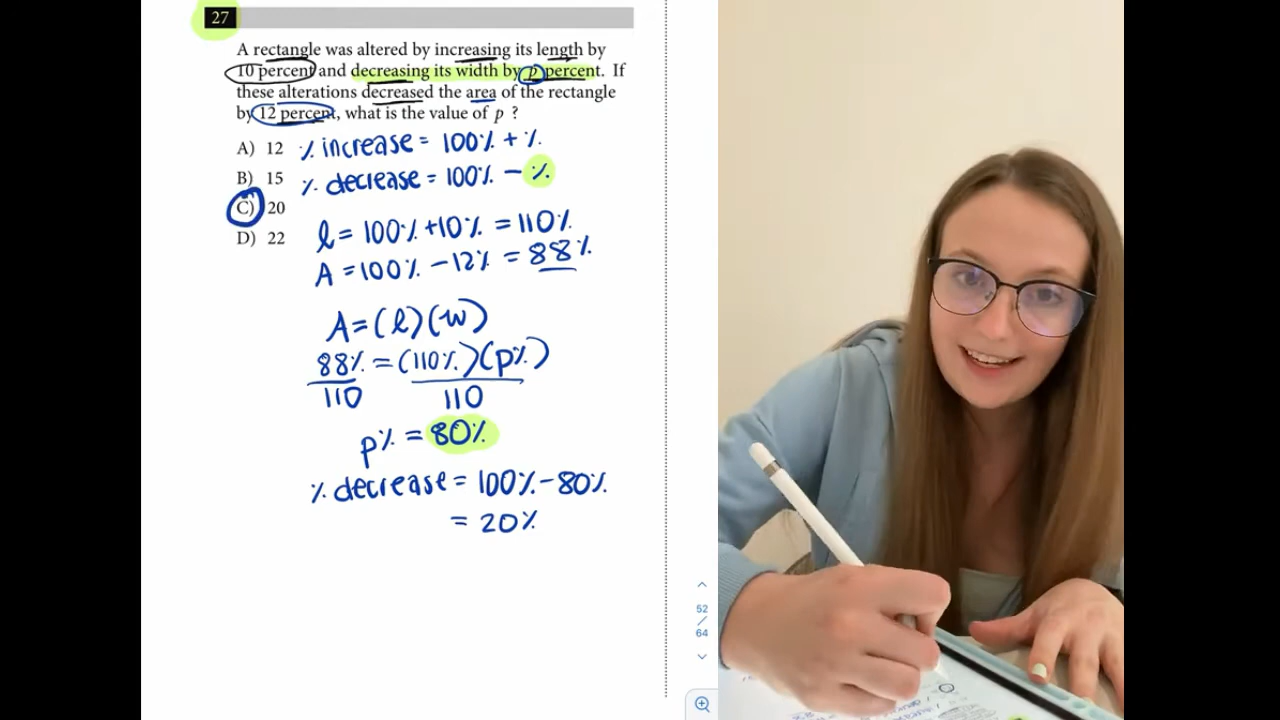 27
A rectangle was altered by increasing its length by
10 percent and decreasing its width by p percent. If
these alterations decreased the area of the rectangle
by 12 percent, what is the value of p ?
A) 12
B) 15
C) 20
D) 22
% increase = 100% + %
% decrease = 100% − %
l = 100% + 10% = 110%
A = 100% − 12% = 88%
A = (l)(w)
88% = (110%)(p%)
110 110
p% = 80%
% decrease = 100% − 80%
= 20%
52
/
64